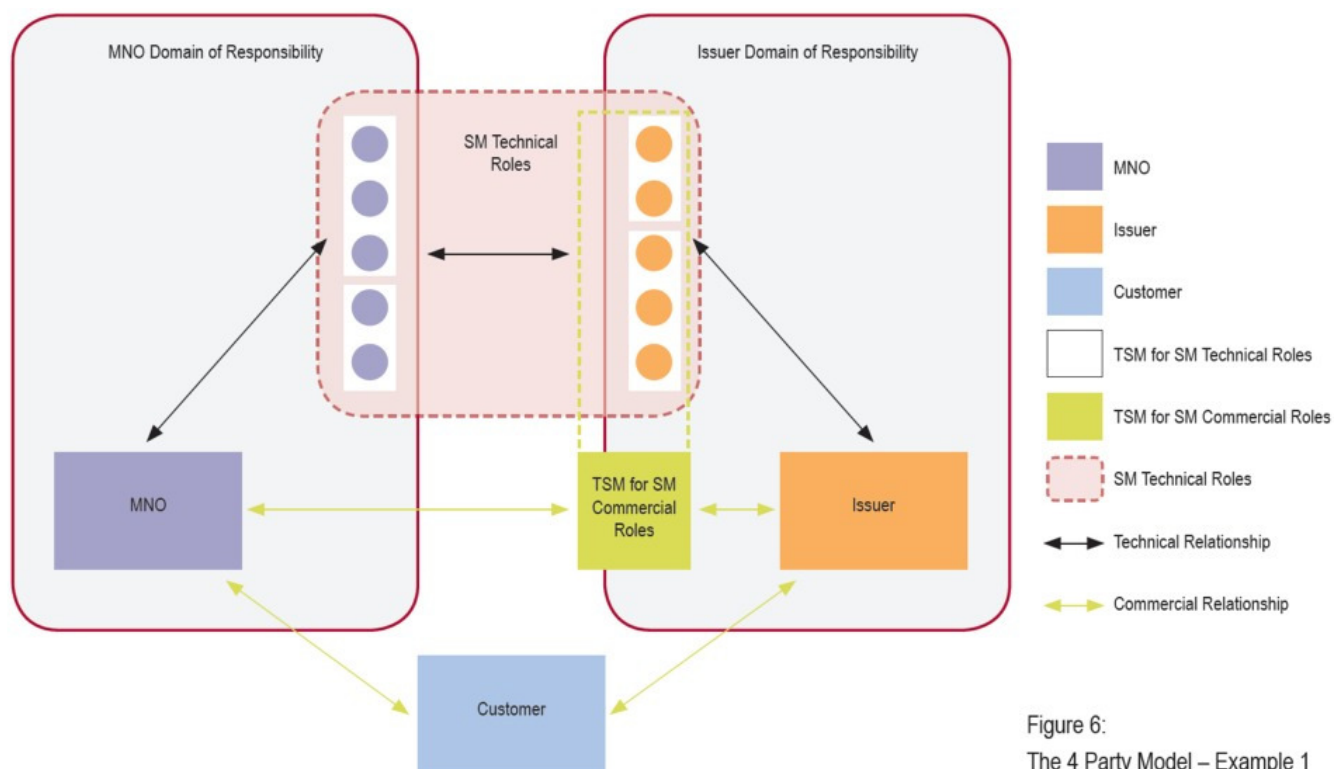 MNO Domain of Responsibility
Issuer Domain of Responsibility
SM Technical
Roles
MNO
TSM for SM
Commercial
Roles
Issuer
Customer
MNO
Issuer
Customer
TSM for SM Technical Roles
TSM for SM Commercial Roles
SM Technical Roles
Technical Relationship
Commercial Relationship
Figure 6:
The 4 Party Model – Example 1